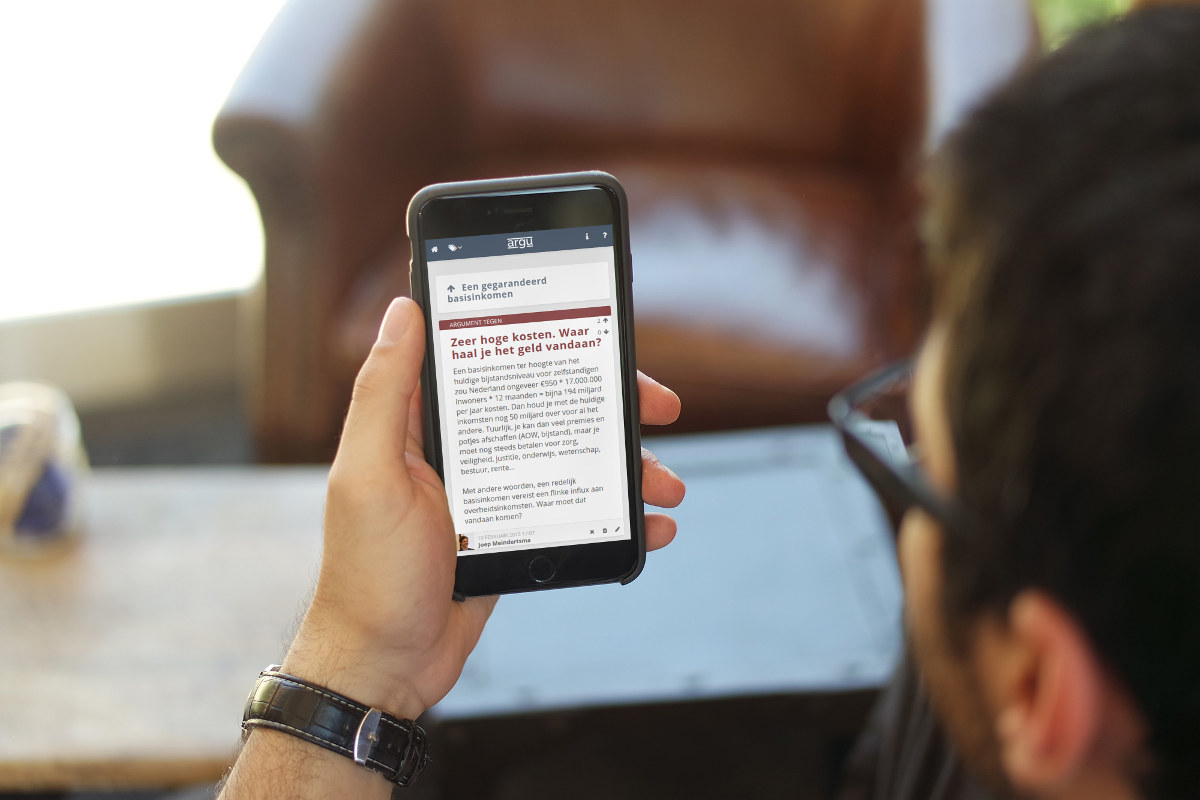 argu
Een gegarandeerd
basisinkomen
ARGUMENT TEGEN
2
0
Zeer hoge kosten. Waar
haal je het geld vandaan?
Een basisinkomen ter hoogte van het
huidige bijstandsniveau voor zelfstandigen
zou Nederland ongeveer €950 * 17.000.000
inwoners * 12 maanden = bijna 194 miljard
per jaar kosten. Dan houd je met de huidige
inkomsten nog 50 miljard over voor al het
andere. Tuurlijk, je kan dan veel premies en
potjes afschaffen (AOW, bijstand), maar je
moet nog steeds betalen voor zorg,
veiligheid, justitie, onderwijs, wetenschap,
bestuur, rente...
Met andere woorden, een redelijk
basisinkomen vereist een flinke influx aan
overheidsinkomsten. Waar moet dat
vandaan komen?
FEBRUARI 2015
Joep Meindertsma